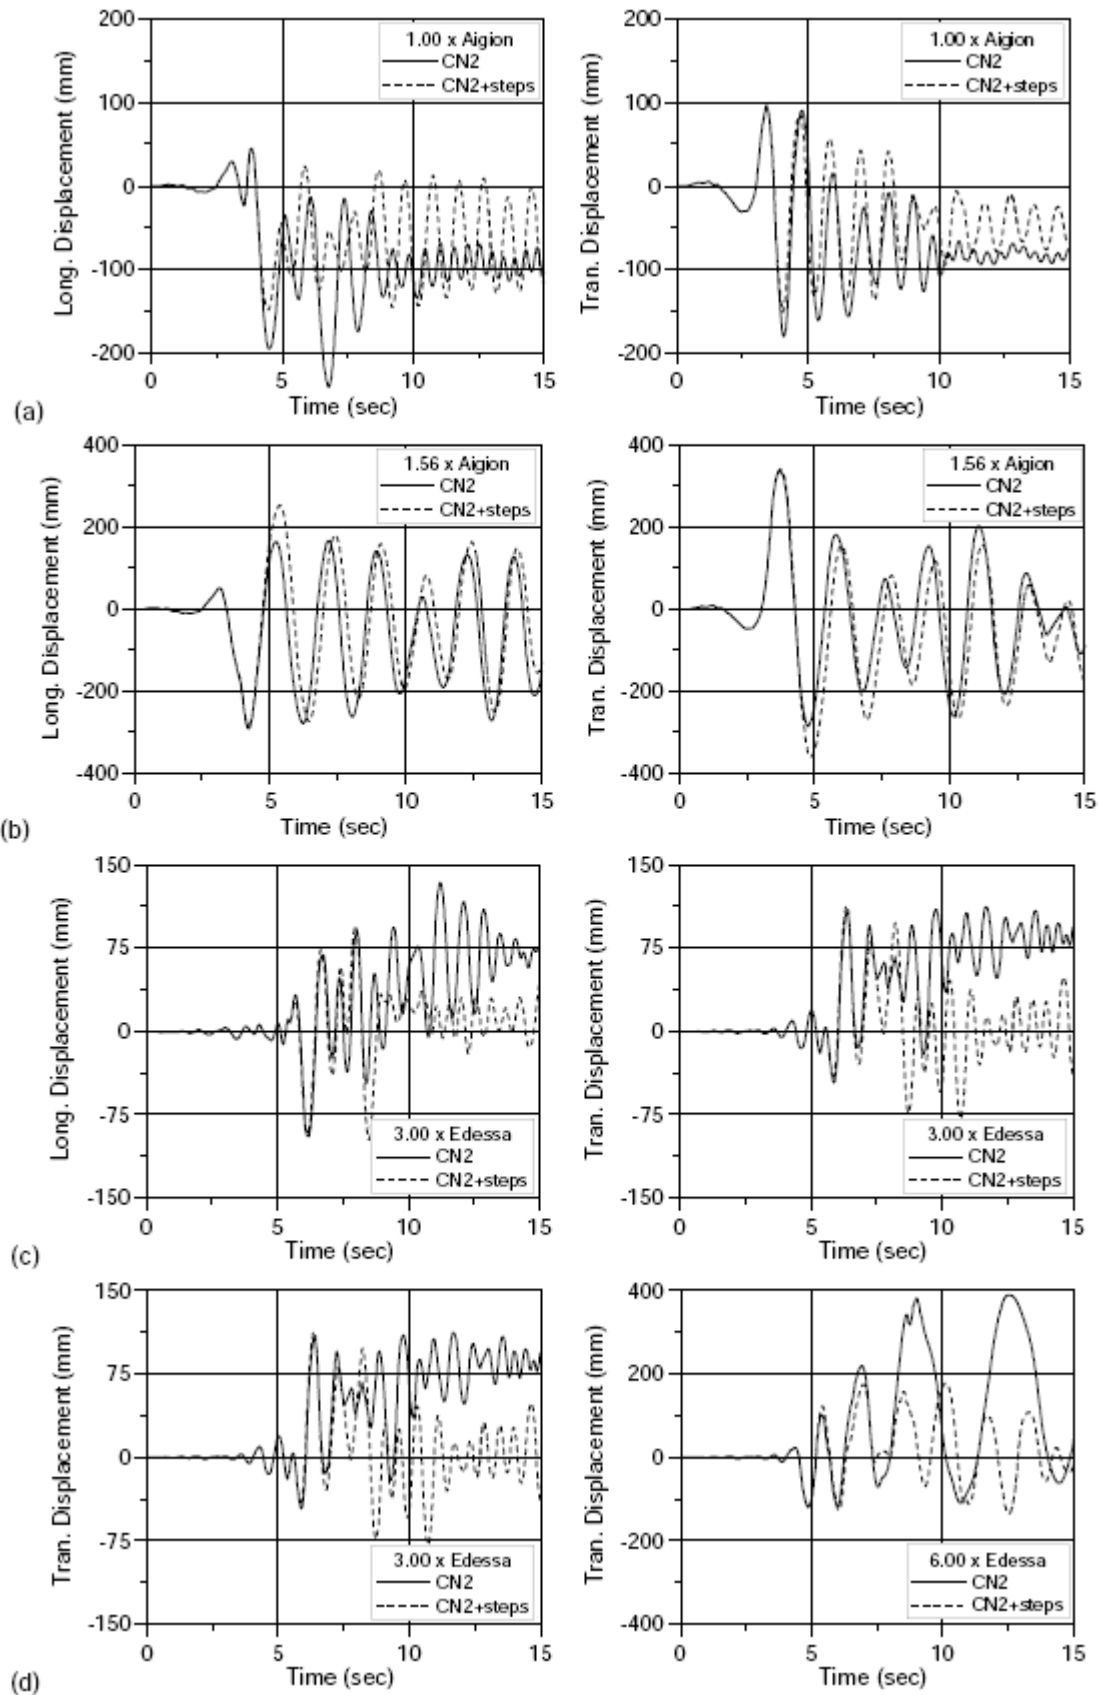 200
100
0
-100
-200
Long. Displacement (mm)
1.00 x Aigion
CN2
CN2+steps
0 5 10 15
Time (sec)
200
100
0
-100
-200
Tran. Displacement (mm)
1.00 x Aigion
CN2
CN2+steps
0 5 10 15
Time (sec)
(a)
400
200
0
-200
-400
Long. Displacement (mm)
1.56 x Aigion
CN2
CN2+steps
0 5 10 15
Time (sec)
400
200
0
-200
-400
Tran. Displacement (mm)
1.56 x Aigion
CN2
CN2+steps
0 5 10 15
Time (sec)
(b)
150
75
0
-75
-150
Long. Displacement (mm)
3.00 x Edessa
CN2
CN2+steps
0 5 10 15
Time (sec)
150
75
0
-75
-150
Tran. Displacement (mm)
3.00 x Edessa
CN2
CN2+steps
0 5 10 15
Time (sec)
(c)
150
75
0
-75
-150
Tran. Displacement (mm)
3.00 x Edessa
CN2
CN2+steps
0 5 10 15
Time (sec)
400
200
0
-200
-400
Tran. Displacement (mm)
6.00 x Edessa
CN2
CN2+steps
0 5 10 15
Time (sec)
(d)